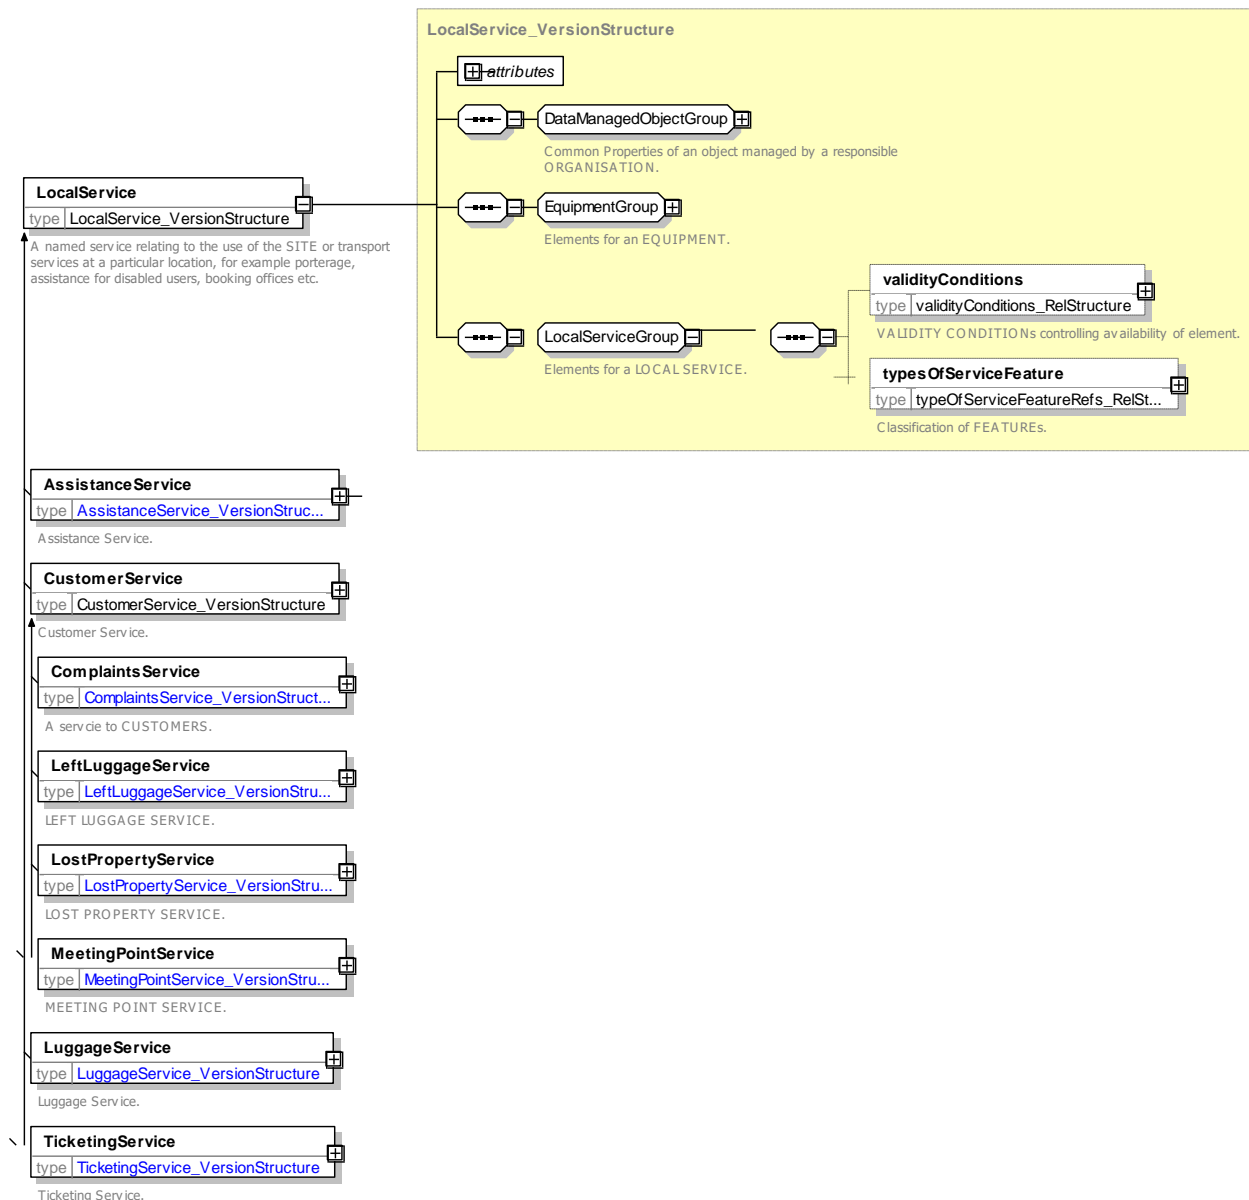 LocalService_VersionStructure
attributes
DataManagedObjectGroup
Common Properties of an object managed by a responsible
ORGANISATION.
LocalService
type LocalService_VersionStructure
A named service relating to the use of the SITE or transport
services at a particular location, for example porterage,
assistance for disabled users, booking offices etc.
EquipmentGroup
Elements for an EQUIPMENT.
validityConditions
type validityConditions_RelStructure
VALIDITY CONDITIONs controlling availability of element.
LocalServiceGroup
Elements for a LOCAL SERVICE.
typesOfServiceFeature
type typeOfServiceFeatureRefs_RelSt...
Classification of FEATUREs.
AssistanceService
type AssistanceService_VersionStruc...
Assistance Service.
CustomerService
type CustomerService_VersionStructure
Customer Service.
ComplaintsService
type ComplaintsService_VersionStruct...
A servcie to CUSTOMERS.
LeftLuggageService
type LeftLuggageService_VersionStru...
LEFT LUGGAGE SERVICE.
LostPropertyService
type LostPropertyService_VersionStru...
LOST PROPERTY SERVICE.
MeetingPointService
type MeetingPointService_VersionStru...
MEETING POINT SERVICE.
LuggageService
type LuggageService_VersionStructure
Luggage Service.
TicketingService
type TicketingService_VersionStructure
Ticketing Service.